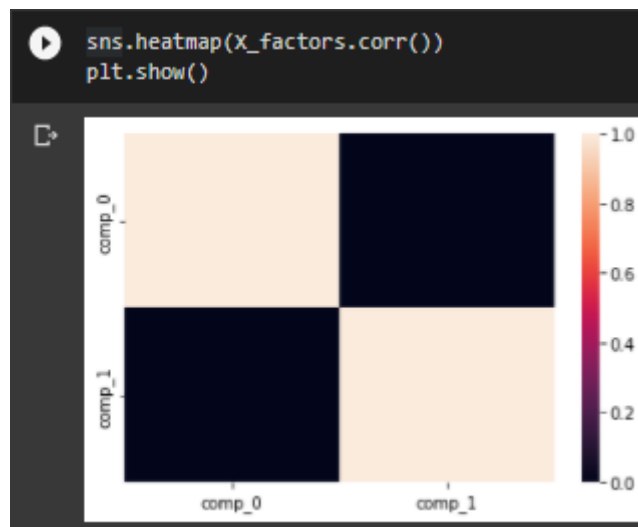 sns.heatmap(X_factors.corr())
plt.show()
comp_0
comp_1
comp_0
comp_1
1.0
0.8
0.6
0.4
0.2
0.0